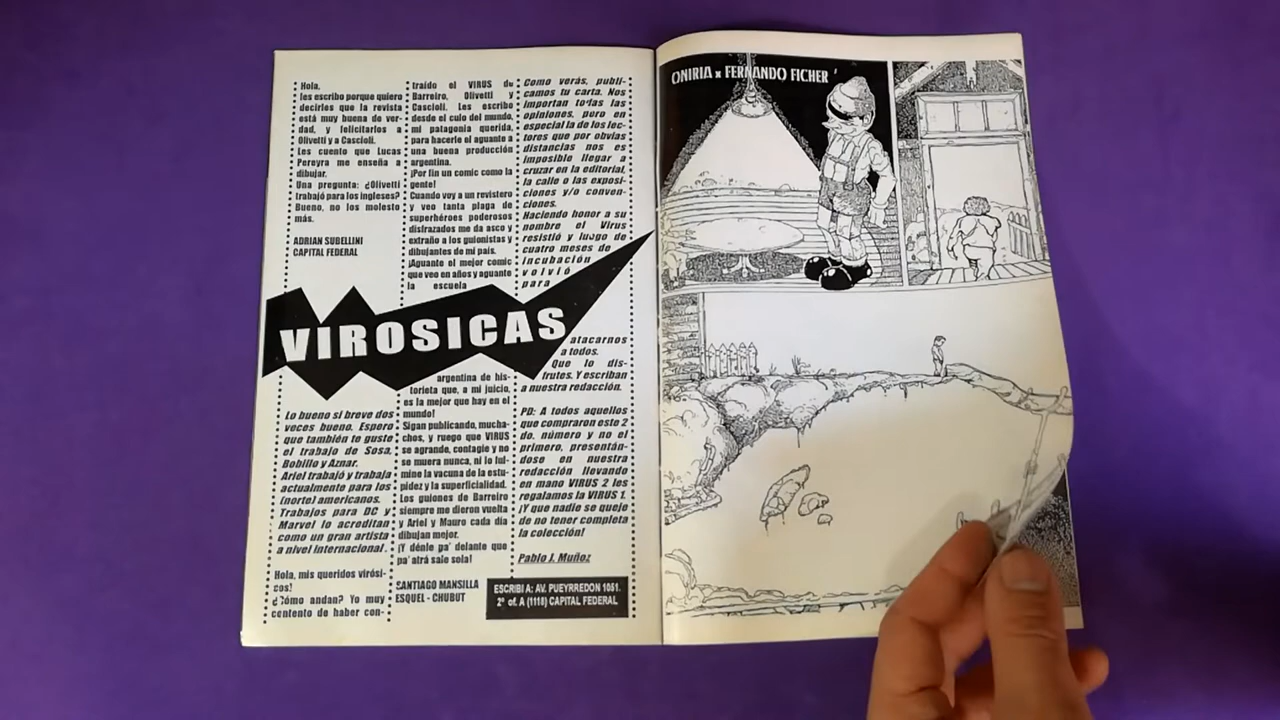 Hola,
les escribo porque quiero
decirles que la revista
está muy buena de ver-
dad, y felicitarlos a
Olivetti y a Cascioli.
Les cuento que Lucas
Pereyra me enseña a
dibujar.
Una pregunta: ¿Olivetti
trabajó para los ingleses?
Bueno, no los molesto
más.
ADRIAN SUBELLINI
CAPITAL FEDERAL
VIROSICAS
Lo bueno si breve dos
veces bueno. Espero
que también te guste
el trabajo de Sosa,
Bobillo y Aznar.
Ariel trabajó y trabaja
actualmente para los
(norte) americanos.
Trabajos para DC y
Marvel lo acreditan
como un gran artista
a nivel internacional.
Hola, mis queridos virósi-
cos!
¿Cómo andan? Yo muy
contento de haber con-
traído el VIRUS de
Barreiro, Olivetti y
Cascioli. Les escribo
desde el culo del mundo,
mi patagonia querida,
para hacerle el aguante a
una buena producción
argentina.
¡Por fin un comic como la
gente!
Cuando voy a un revistero
y veo tanta plaga de
superhéroes poderosos
disfrazados me da asco y
extraño a los guionistas y
dibujantes de mi país.
¡Aguante el mejor comic
que veo en años y aguante
la escuela
argentina de his-
torieta que, a mi juicio,
es la mejor que hay en el
mundo!
Sigan publicando, mucha-
chos, y ruego que VIRUS
se agrande, contagie y no
se muera nunca, ni lo ful-
mine la vacuna de la estu-
pidez y la superficialidad.
Los guiones de Barreiro
siempre me dieron vuelta
y Ariel y Mauro cada día
dibujan mejor.
¡Y dénle pa' delante que
pa' atrá sale sola!
SANTIAGO MANSILLA
ESQUEL - CHUBUT
Como verás, publi-
camos tu carta. Nos
importan todas las
opiniones, pero en
especial la de los lec-
tores que por obvias
distancias nos es
imposible llegar a
cruzar en la editorial,
la calle o las exposi-
ciones y/o conven-
ciones.
Haciendo honor a su
nombre el Virus
resistió y luego de
cuatro meses de
incubación
volvió
para
atacarnos
a todos.
Que lo dis-
frutes. Y escriban
a nuestra redacción.
PD: A todos aquellos
que compraron este 2
do. número y no el
primero, presentán-
dose en nuestra
redacción llevando
en mano VIRUS 2 les
regalamos la VIRUS 1.
¡Y que nadie se queje
de no tener completa
la colección!
Pablo J. Muñoz
ESCRIBI A: AV. PUEYRREDON 1051.
2º of. A (1118) CAPITAL FEDERAL
ONIRIA x FERNANDO FICHER